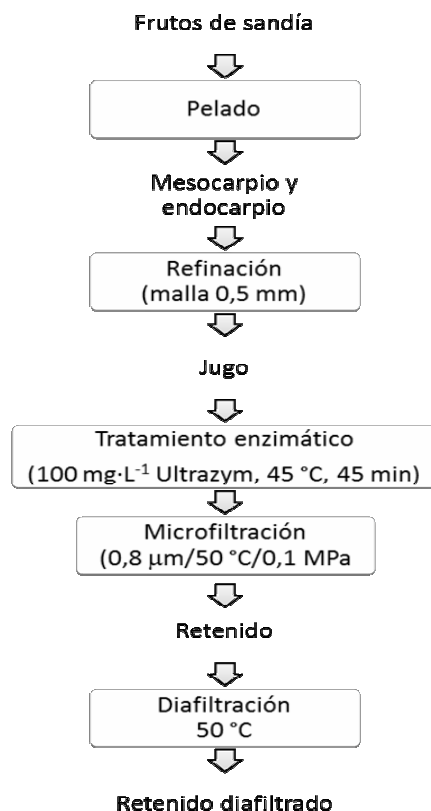 Frutos de sandía
Pelado
Mesocarpio y
endocarpio
Refinación
(malla 0,5 mm)
Jugo
Tratamiento enzimático
(100 mg·L⁻¹ Ultrazym, 45 °C, 45 min)
Microfiltración
(0,8 µm/50 °C/0,1 MPa
Retenido
Diafiltración
50 °C
Retenido diafiltrado